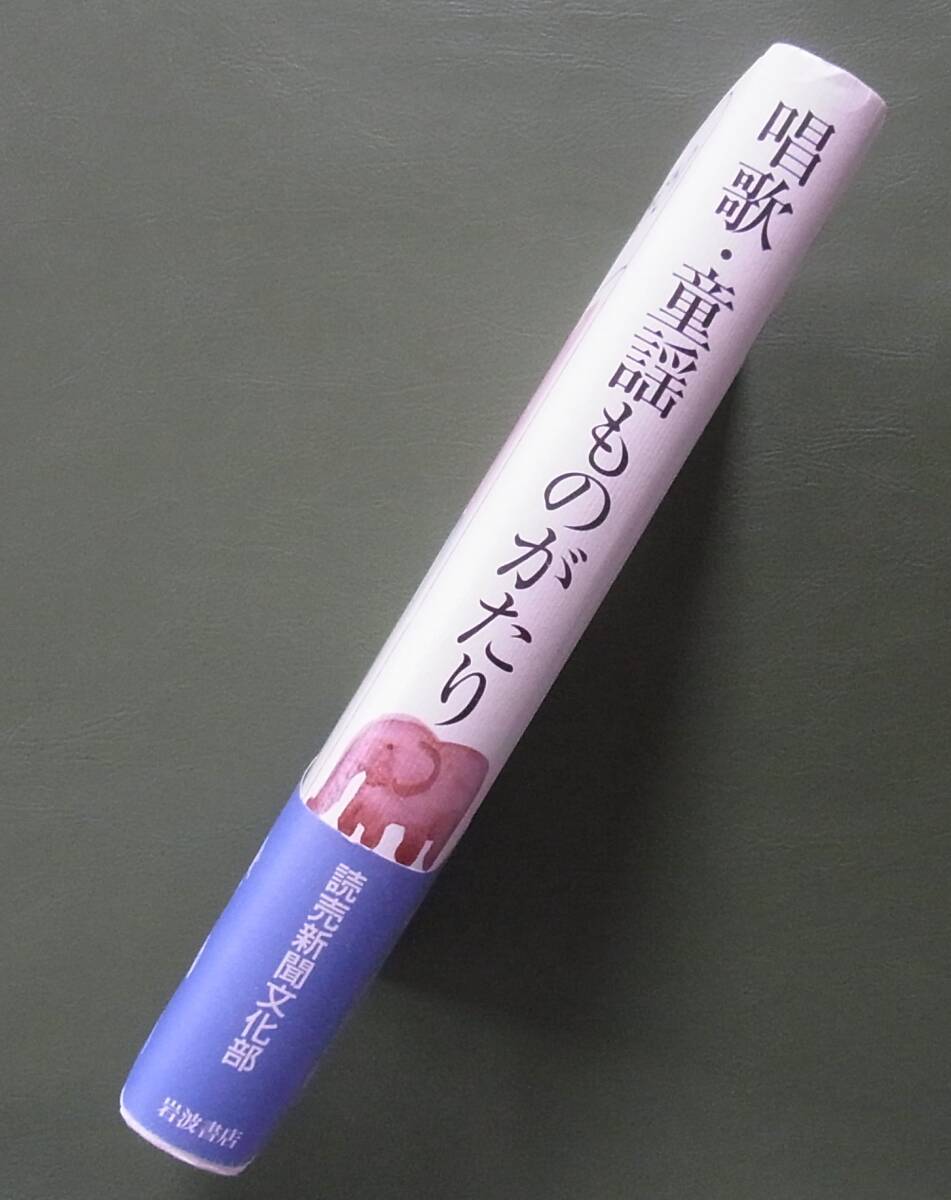 唱歌・童謡ものがたり
読売新聞文化部
岩波書店